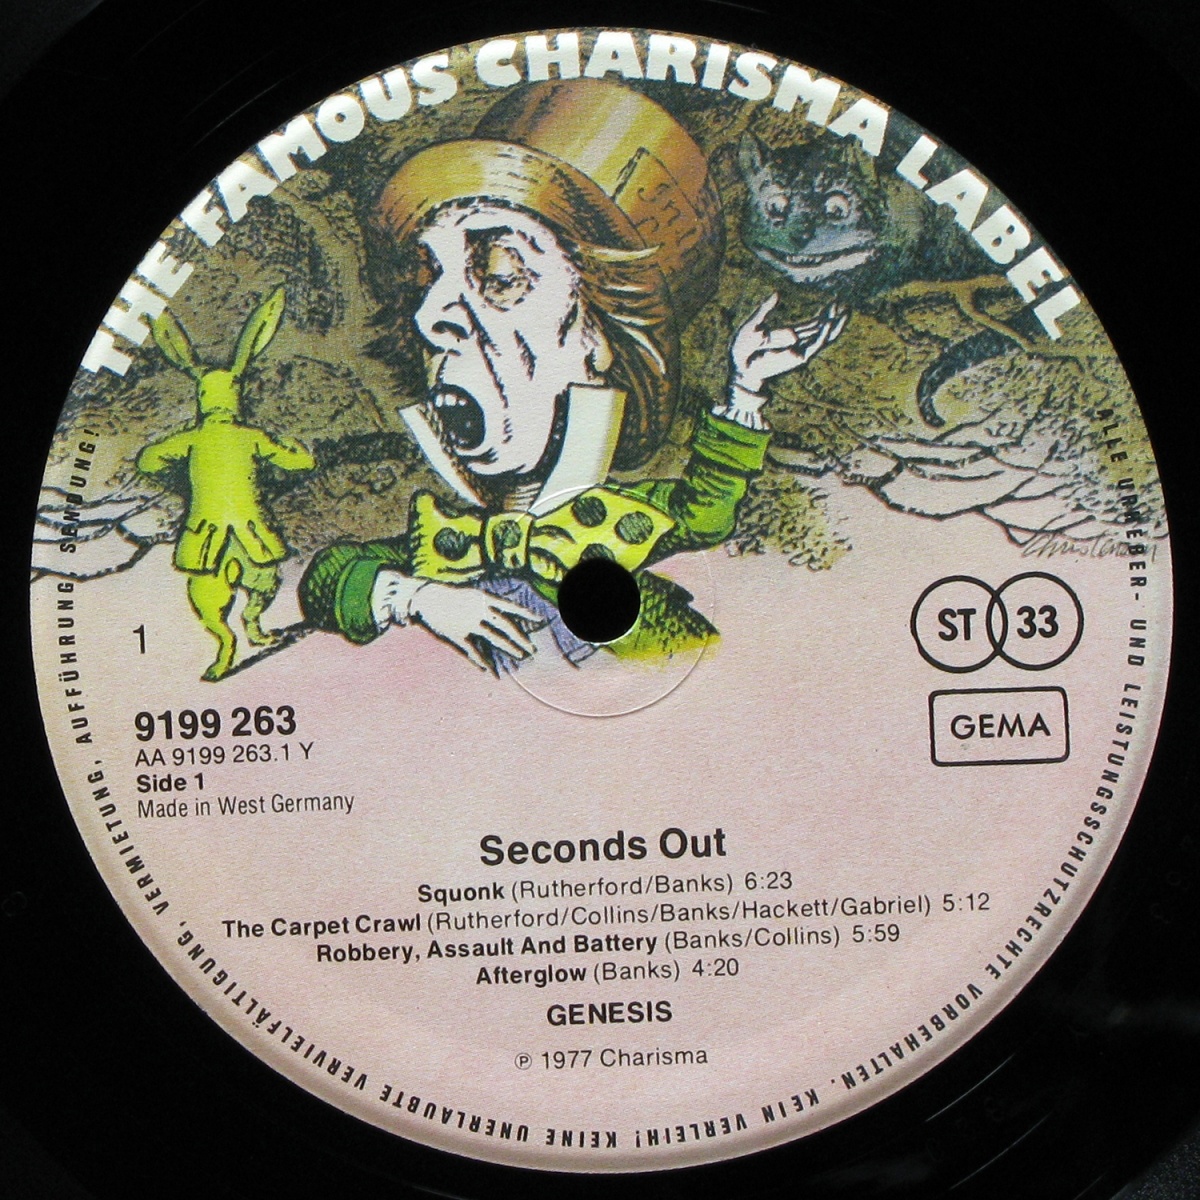 THE FAMOUS CHARISMA LABEL
ST 33
GEMA
1
9199 263
AA 9199 263.1 Y
Side 1
Made in West Germany
Seconds Out
Squonk (Rutherford/Banks) 6:23
The Carpet Crawl (Rutherford/Collins/Banks/Hackett/Gabriel) 5:12
Robbery, Assault And Battery (Banks/Collins) 5:59
Afterglow (Banks) 4:20
GENESIS
℗ 1977 Charisma
ALLE URHEBER- UND LEISTUNGSSCHUTZRECHTE VORBEHALTEN. KEIN VERLEIH! KEINE UNERLAUBTE VERVIELFÄLTIGUNG, VERMIETUNG, AUFFÜHRUNG, SENDUNG!